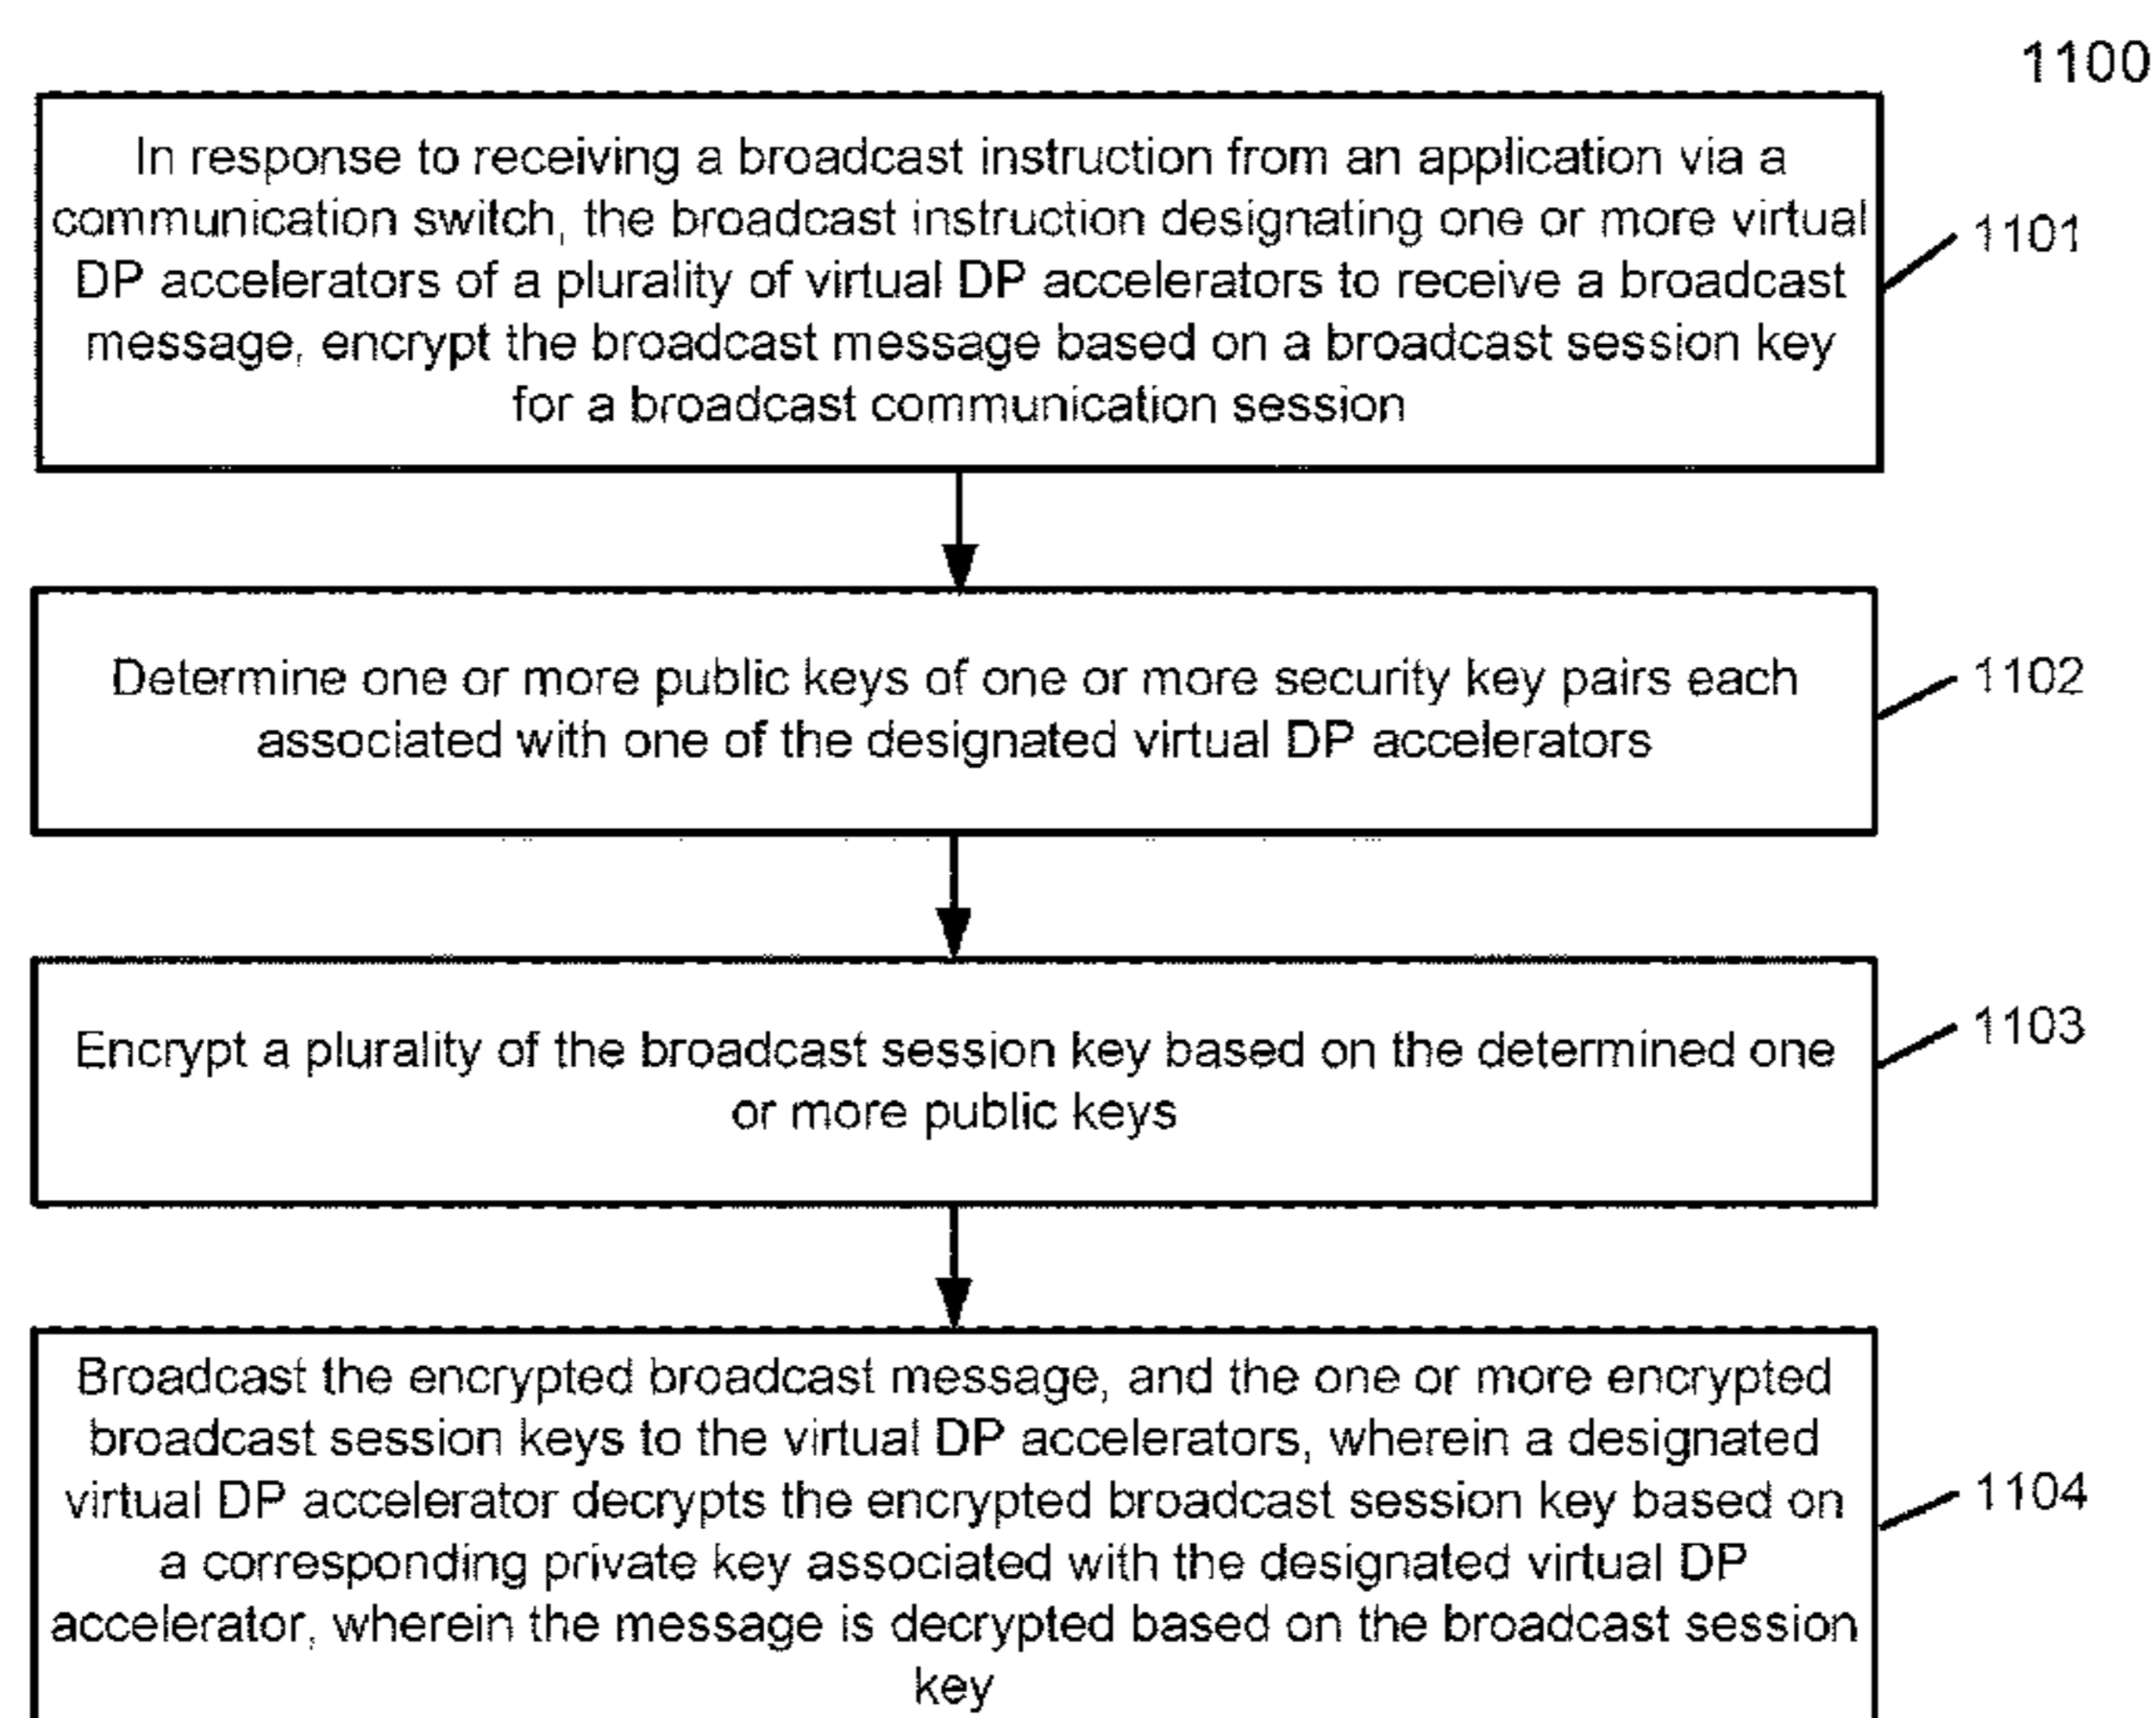 1100
In response to receiving a broadcast instruction from an application via a
communication switch, the broadcast instruction designating one or more virtual
DP accelerators of a plurality of virtual DP accelerators to receive a broadcast
message, encrypt the broadcast message based on a broadcast session key
for a broadcast communication session
1101
Determine one or more public keys of one or more security key pairs each
associated with one of the designated virtual DP accelerators
1102
Encrypt a plurality of the broadcast session key based on the determined one
or more public keys
1103
Broadcast the encrypted broadcast message, and the one or more encrypted
broadcast session keys to the virtual DP accelerators, wherein a designated
virtual DP accelerator decrypts the encrypted broadcast session key based on
a corresponding private key associated with the designated virtual DP
accelerator, wherein the message is decrypted based on the broadcast session
key
1104